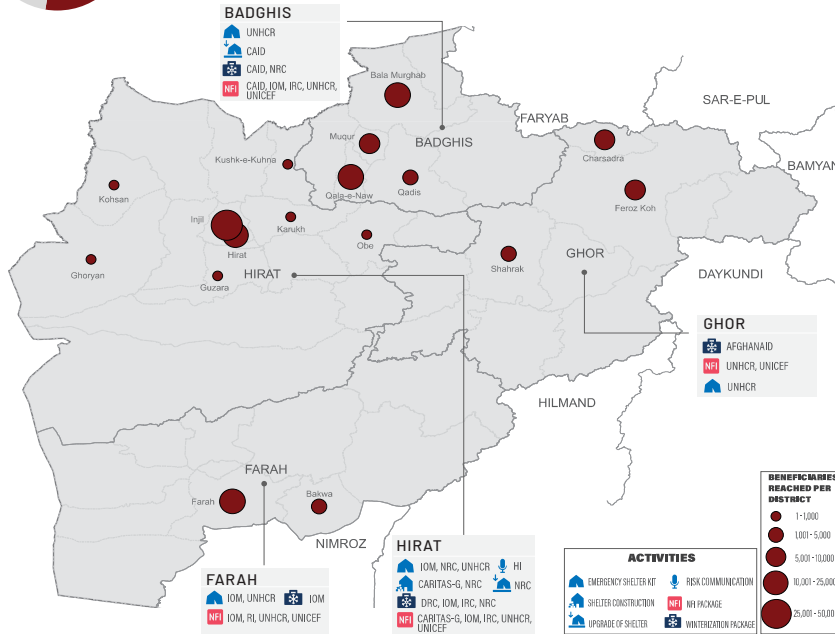 BADGHIS
UNHCR
CAID
CAID, NRC
NFI
CAID, IOM, IRC, UNHCR,
UNICEF
Bala Murghab
SAR-E-PUL
FARYAB
Muqur
BADGHIS
Charsadra
BAMYAN
Kushk-e-Kuhna
Qala-e-Naw
Qadis
Kohsan
Feroz Koh
Injil
Karukh
Hirat
Obe
Ghoryan
Shahrak
GHOR
Guzara
HIRAT
DAYKUNDI
GHOR
AFGHANAID
NFI
UNHCR, UNICEF
UNHCR
HILMAND
FARAH
Farah
Bakwa
NIMROZ
FARAH
IOM, UNHCR
IOM
NFI
IOM, RI, UNHCR, UNICEF
HIRAT
IOM, NRC, UNHCR
HI
CARITAS-G, NRC
NRC
DRC, IOM, IRC, NRC
NFI
CARITAS-G, IOM, IRC, UNHCR,
UNICEF
ACTIVITIES
EMERGENCY SHELTER KIT
RISK COMMUNICATION
SHELTER CONSTRUCTION
NFI
NFI PACKAGE
UPGRADE OF SHELTER
WINTERIZATION PACKAGE
BENEFICIARIES
REACHED PER
DISTRICT
1-1,000
1,001- 5,000
5,001-10,000
10,001 - 25,000